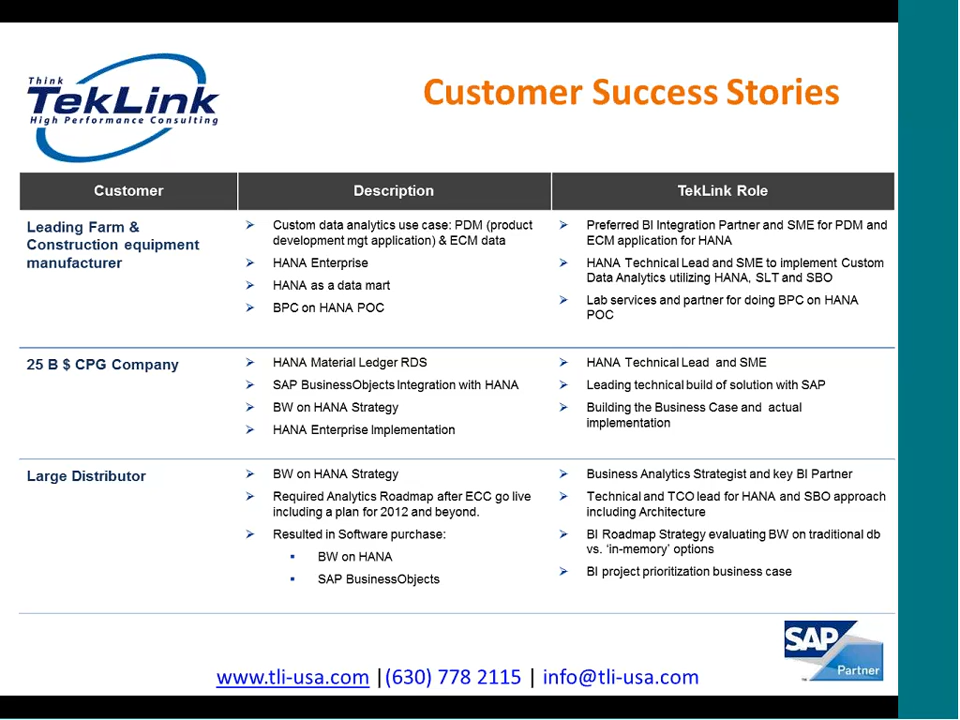 Think
TekLink
High Performance Consulting
Customer Success Stories
Customer
Description
TekLink Role
Leading Farm &
Construction equipment
manufacturer
Custom data analytics use case: PDM (product
development mgt application) & ECM data
HANA Enterprise
HANA as a data mart
BPC on HANA POC
Preferred BI Integration Partner and SME for PDM and
ECM application for HANA
HANA Technical Lead and SME to implement Custom
Data Analytics utilizing HANA, SLT and SBO
Lab services and partner for doing BPC on HANA
POC
25 B $ CPG Company
HANA Material Ledger RDS
SAP BusinessObjects Integration with HANA
BW on HANA Strategy
HANA Enterprise Implementation
HANA Technical Lead and SME
Leading technical build of solution with SAP
Building the Business Case and actual
implementation
Large Distributor
BW on HANA Strategy
Required Analytics Roadmap after ECC go live
including a plan for 2012 and beyond.
Resulted in Software purchase:
BW on HANA
SAP BusinessObjects
Business Analytics Strategist and key BI Partner
Technical and TCO lead for HANA and SBO approach
including Architecture
BI Roadmap Strategy evaluating BW on traditional db
vs. ‘in-memory’ options
BI project prioritization business case
SAP
Partner
www.tli-usa.com |(630) 778 2115 | info@tli-usa.com